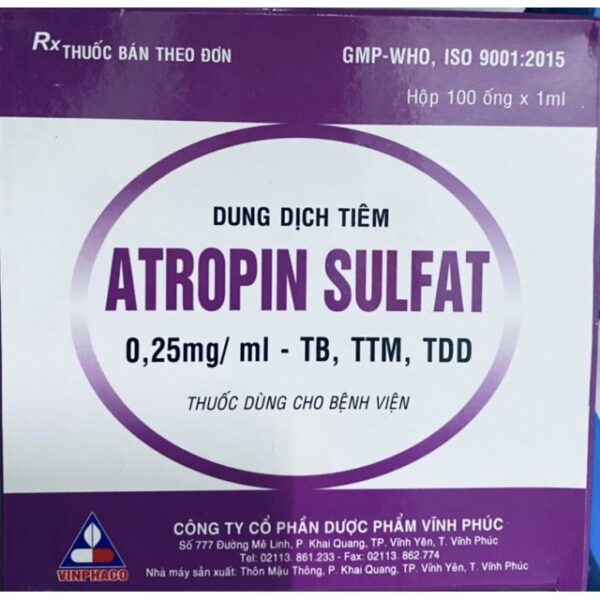 Rx THUỐC BÁN THEO ĐƠN
GMP-WHO, ISO 9001:2015
Hộp 100 ống x 1ml
DUNG DỊCH TIÊM
ATROPIN SULFAT
0,25mg/ ml - TB, TTM, TDD
THUỐC DÙNG CHO BỆNH VIỆN
CÔNG TY CỔ PHẦN DƯỢC PHẨM VĨNH PHÚC
Số 777 Đường Mê Linh, P. Khai Quang, TP. Vĩnh Yên, T. Vĩnh Phúc
Tel: 02113. 861.233 - Fax: 02113. 862.774
Nhà máy sản xuất: Thôn Mậu Thông, P. Khai Quang, TP. Vĩnh Yên, T. Vĩnh Phúc
VINPHACO